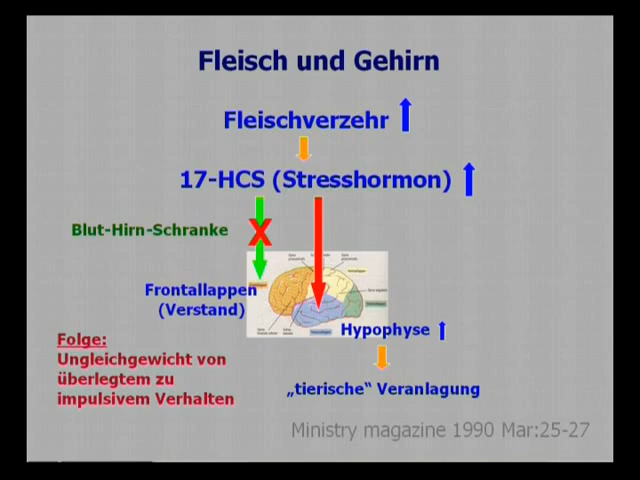 Fleisch und Gehirn
Fleischverzehr
17-HCS (Stresshormon)
Blut-Hirn-Schranke
X
Frontallappen
(Verstand)
Hypophyse
Folge:
Ungleichgewicht von
überlegtem zu
impulsivem Verhalten
„tierische“ Veranlagung
Ministry magazine 1990 Mar:25-27